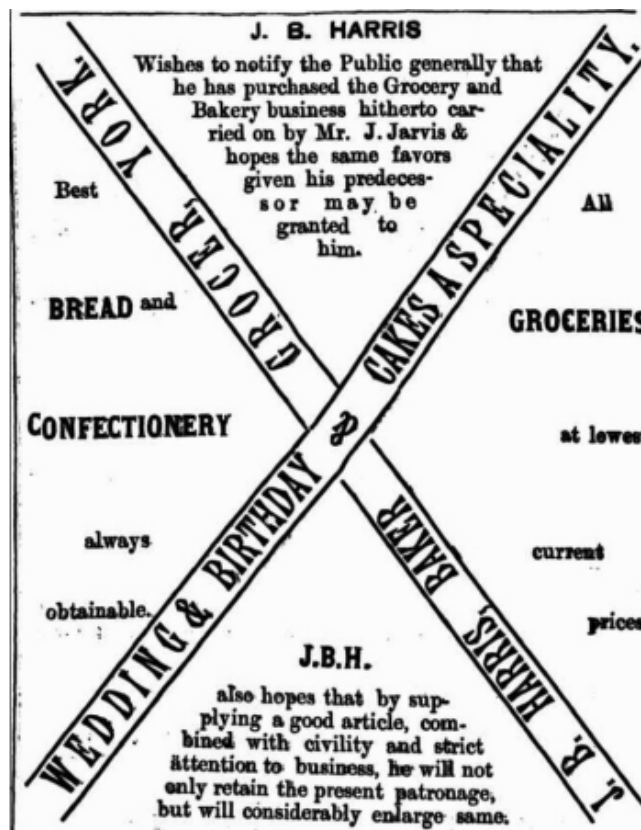 J. B. HARRIS
Wishes to notify the Public generally that
he has purchased the Grocery and
Bakery business hitherto car-
ried on by Mr. J. Jarvis &
hopes the same favors
given his predeces-
sor may be
granted to
him.
Best
BREAD and
CONFECTIONERY
always
obtainable.
All
GROCERIES
at lowest
current
prices
J. B. HARRIS, BAKER
&
GROCER, YORK.
WEDDING & BIRTHDAY
CAKES A SPECIALITY.
J.B.H.
also hopes that by sup-
plying a good article, com-
bined with civility and strict
attention to business, he will not
only retain the present patronage,
but will considerably enlarge same.